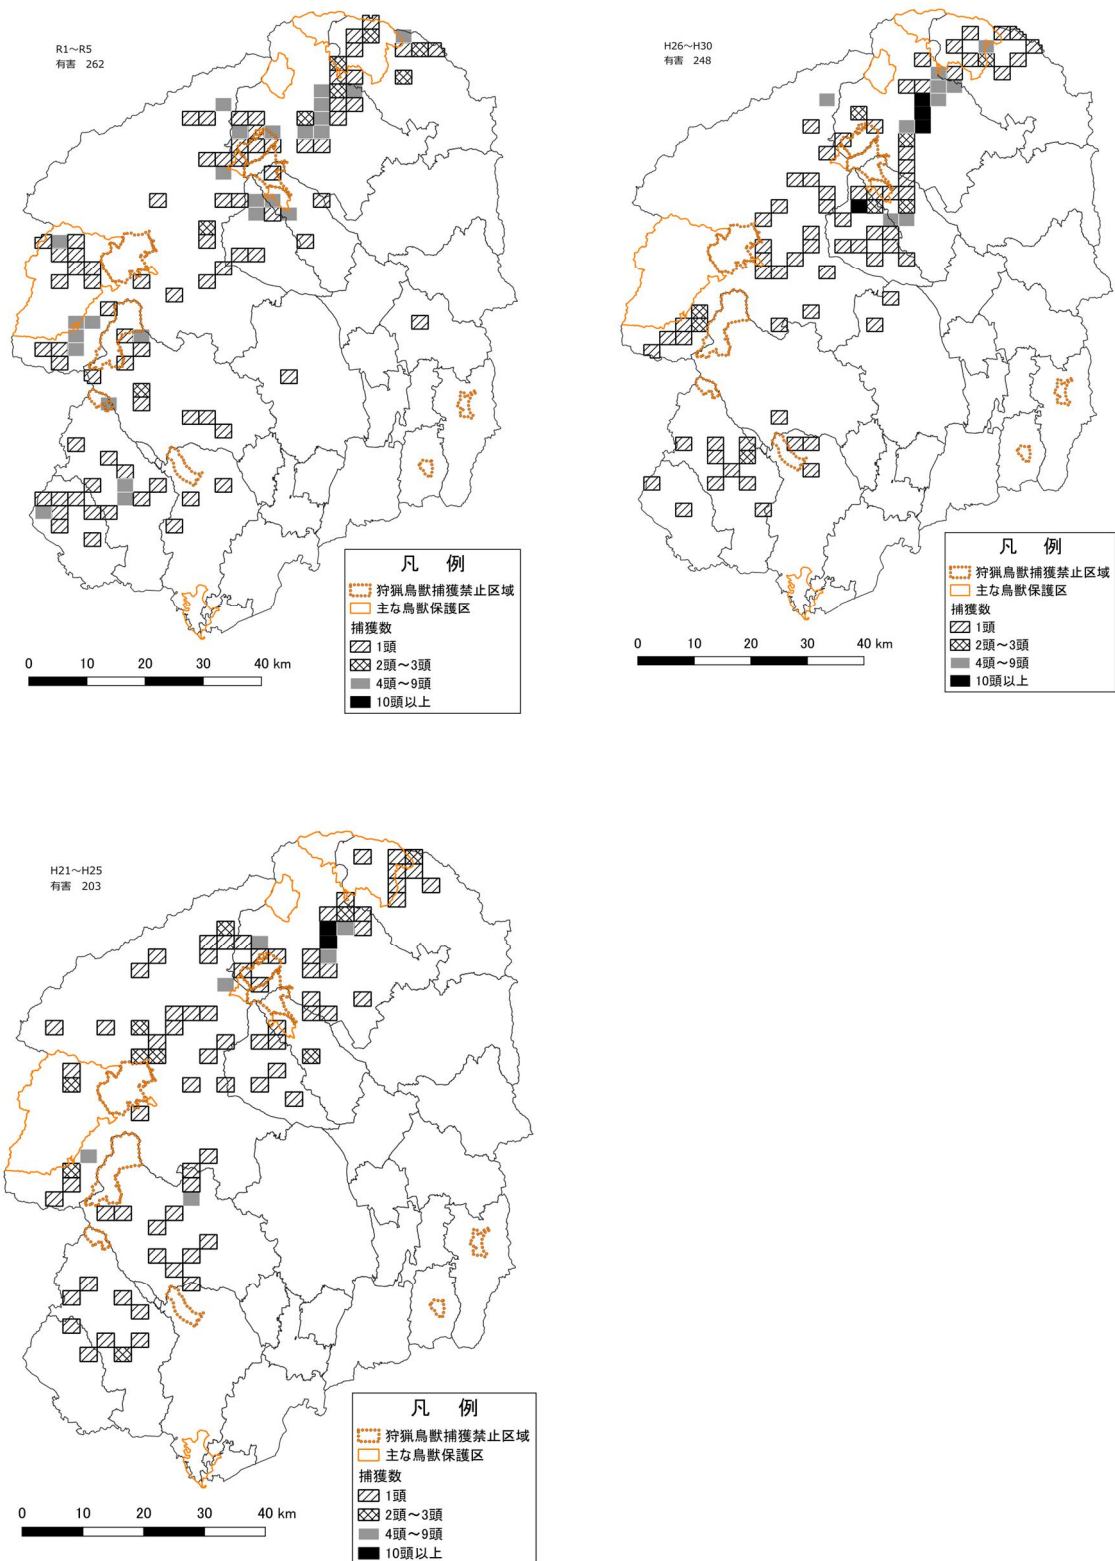 R1～R5
有害 262
凡 例
狩猟鳥獣捕獲禁止区域
主な鳥獣保護区
捕獲数
1頭
2頭～3頭
4頭～9頭
10頭以上
0 10 20 30 40 km
H26～H30
有害 248
凡 例
狩猟鳥獣捕獲禁止区域
主な鳥獣保護区
捕獲数
1頭
2頭～3頭
4頭～9頭
10頭以上
0 10 20 30 40 km
H21～H25
有害 203
凡 例
狩猟鳥獣捕獲禁止区域
主な鳥獣保護区
捕獲数
1頭
2頭～3頭
4頭～9頭
10頭以上
0 10 20 30 40 km